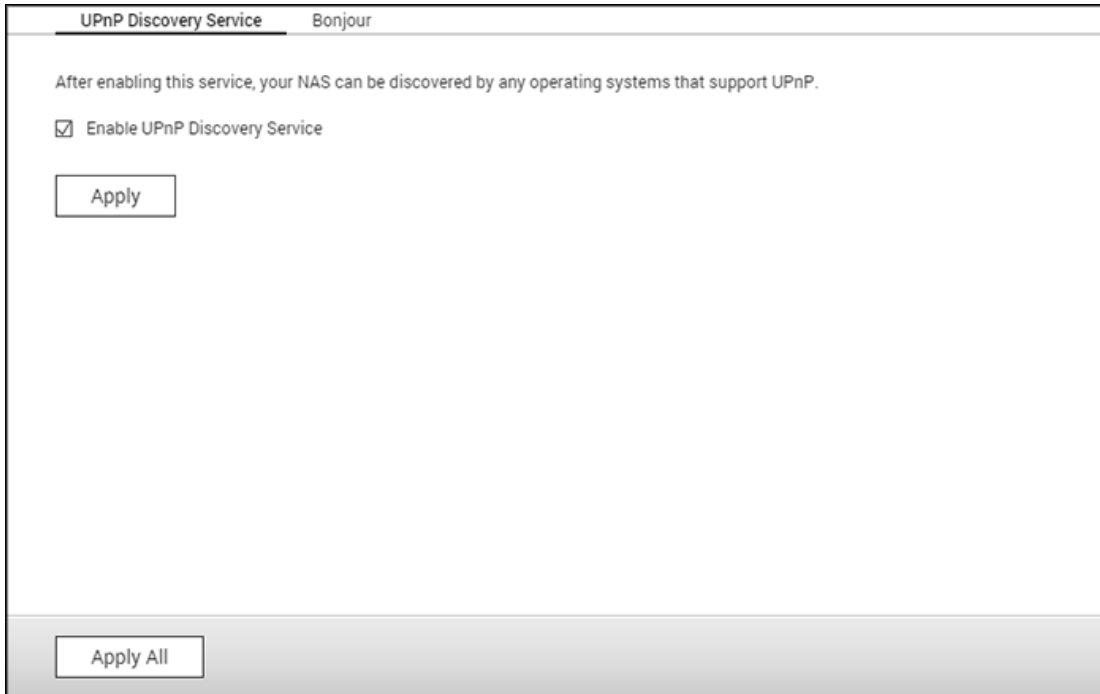 UPnP Discovery Service Bonjour
After enabling this service, your NAS can be discovered by any operating systems that support UPnP.
Enable UPnP Discovery Service
Apply
Apply All